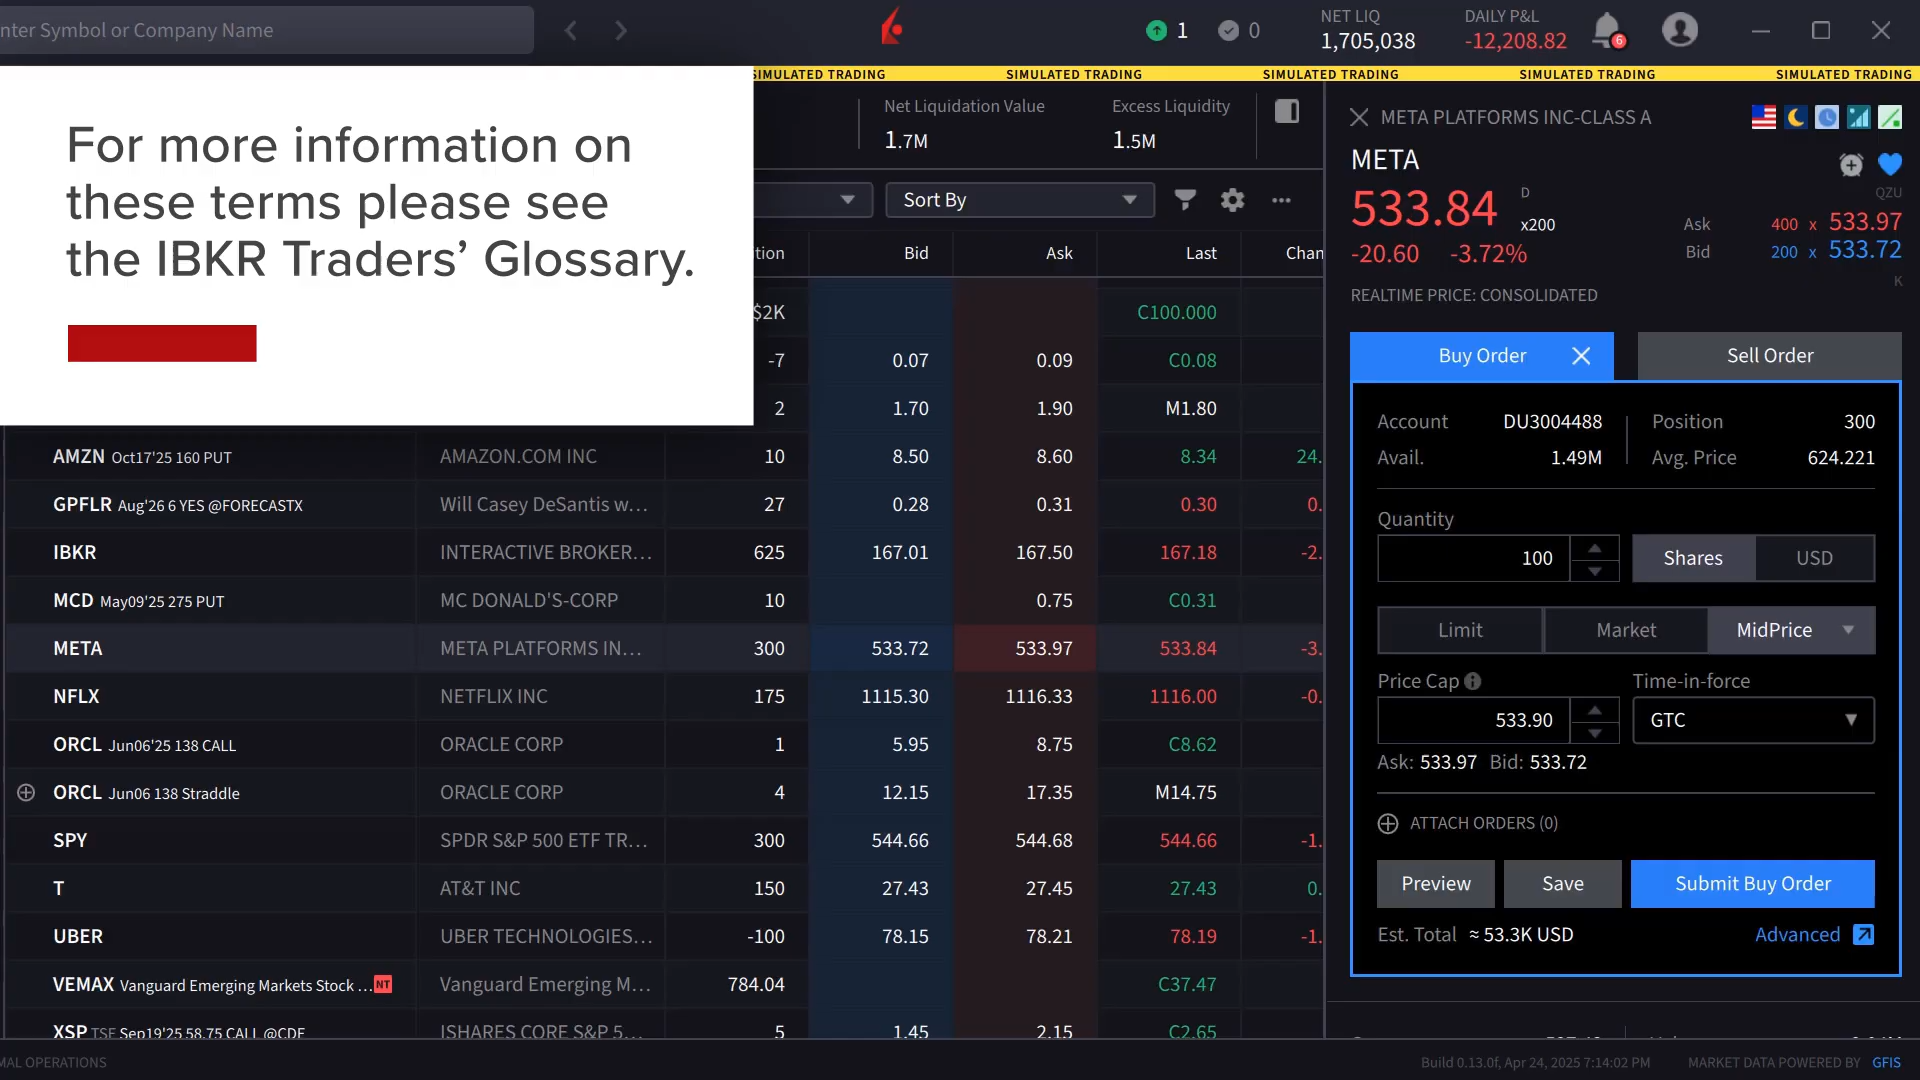 nter Symbol or Company Name
1
0
NET LIQ
1,705,038
DAILY P&L
-12,208.82
6
SIMULATED TRADING SIMULATED TRADING SIMULATED TRADING SIMULATED TRADING SIMULATED TRADING
For more information on
these terms please see
the IBKR Traders’ Glossary.
Net Liquidation Value
1.7M
Excess Liquidity
1.5M
Sort By
tion Bid Ask Last Chan
$2K C100.000
-7 0.07 0.09 C0.08
2 1.70 1.90 M1.80
AMZN Oct17'25 160 PUT AMAZON.COM INC 10 8.50 8.60 8.34 24.
GPFLR Aug'26 6 YES @FORECASTX Will Casey DeSantis w... 27 0.28 0.31 0.30 0.
IBKR INTERACTIVE BROKER... 625 167.01 167.50 167.18 -2.
MCD May09'25 275 PUT MC DONALD'S-CORP 10 0.75 C0.31
META META PLATFORMS IN... 300 533.72 533.97 533.84 -3.
NFLX NETFLIX INC 175 1115.30 1116.33 1116.00 -0.
ORCL Jun06'25 138 CALL ORACLE CORP 1 5.95 8.75 C8.62
ORCL Jun06 138 Straddle ORACLE CORP 4 12.15 17.35 M14.75
SPY SPDR S&P 500 ETF TR... 300 544.66 544.68 544.66 -1.
T AT&T INC 150 27.43 27.45 27.43 0.
UBER UBER TECHNOLOGIES... -100 78.15 78.21 78.19 -1.
VEMAX Vanguard Emerging Markets Stock ... NT Vanguard Emerging M... 784.04 C37.47
XSP TSE Sep19'25 58.75 CALL @CDE ISHARES CORE S&P 5... 5 1.45 2.15 C2.65
META PLATFORMS INC-CLASS A
META
533.84 D x200
-20.60 -3.72%
QZU
Ask 400 x 533.97
Bid 200 x 533.72
K
REALTIME PRICE: CONSOLIDATED
Buy Order
Sell Order
Account DU3004488 Position 300
Avail. 1.49M Avg. Price 624.221
Quantity
100 Shares USD
Limit Market MidPrice
Price Cap Time-in-force
533.90 GTC
Ask: 533.97 Bid: 533.72
ATTACH ORDERS (0)
Preview Save Submit Buy Order
Est. Total ≈ 53.3K USD Advanced
MAL OPERATIONS
Build 0.13.0f, Apr 24, 2025 7:14:02 PM
MARKET DATA POWERED BY GFIS